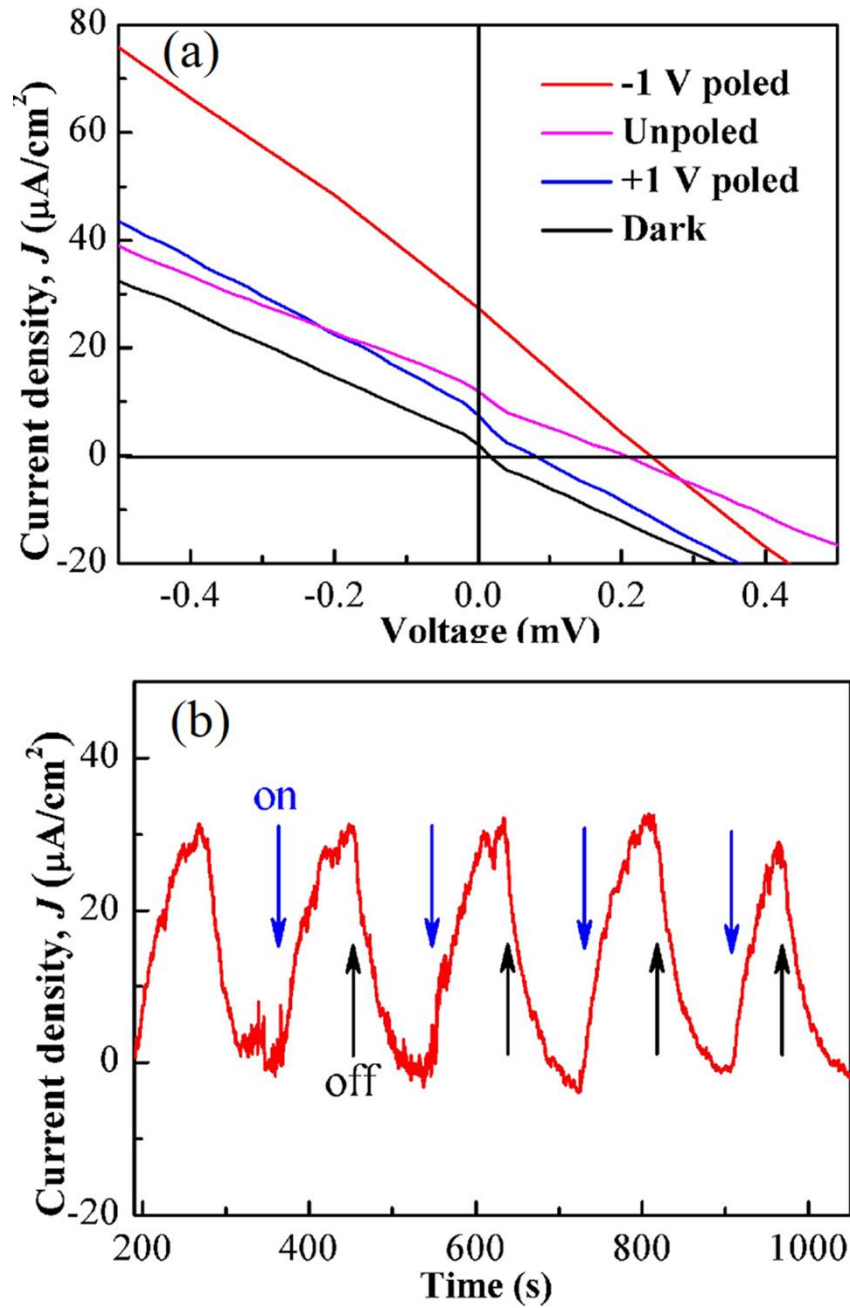 (a)
80
60
40
20
0
-20
Current density, J (μA/cm²)
-1 V poled
Unpoled
+1 V poled
Dark
-0.4 -0.2 0.0 0.2 0.4
Voltage (mV)
(b)
40
20
0
-20
Current density, J (μA/cm²)
on
off
200 400 600 800 1000
Time (s)